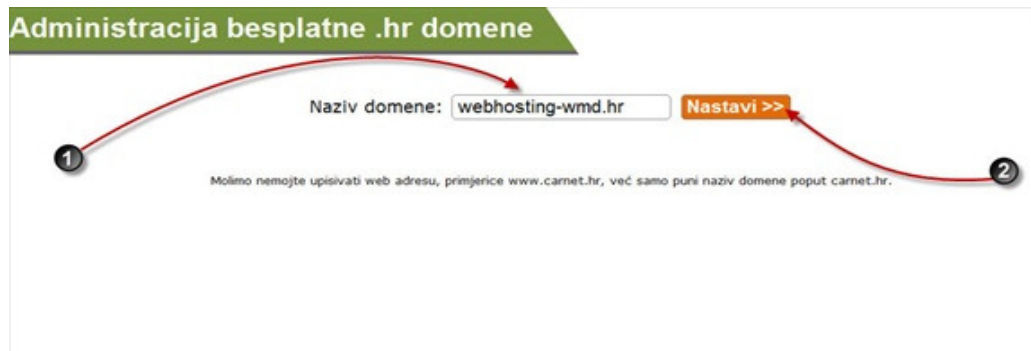 Administracija besplatne .hr domene
Naziv domene: webhosting-wmd.hr Nastavi >>
1
2
Molimo nemojte upisivati web adresu, primjerice www.carnet.hr, već samo puni naziv domene poput carnet.hr.